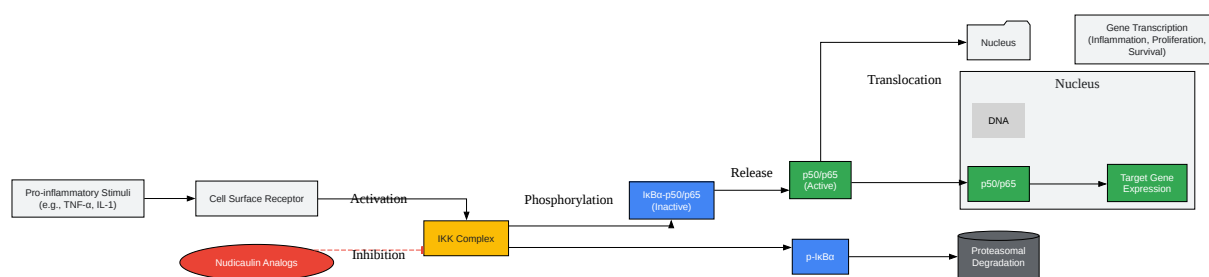 Pro-inflammatory Stimuli
(e.g., TNF-α, IL-1)
Cell Surface Receptor
Activation
Nudicaulin Analogs
Inhibition
IKK Complex
Phosphorylation
IκBα-p50/p65
(Inactive)
Release
p50/p65
(Active)
p-IκBα
Proteasomal
Degradation
Translocation
Nucleus
Gene Transcription
(Inflammation, Proliferation,
Survival)
Nucleus
DNA
p50/p65
Target Gene
Expression